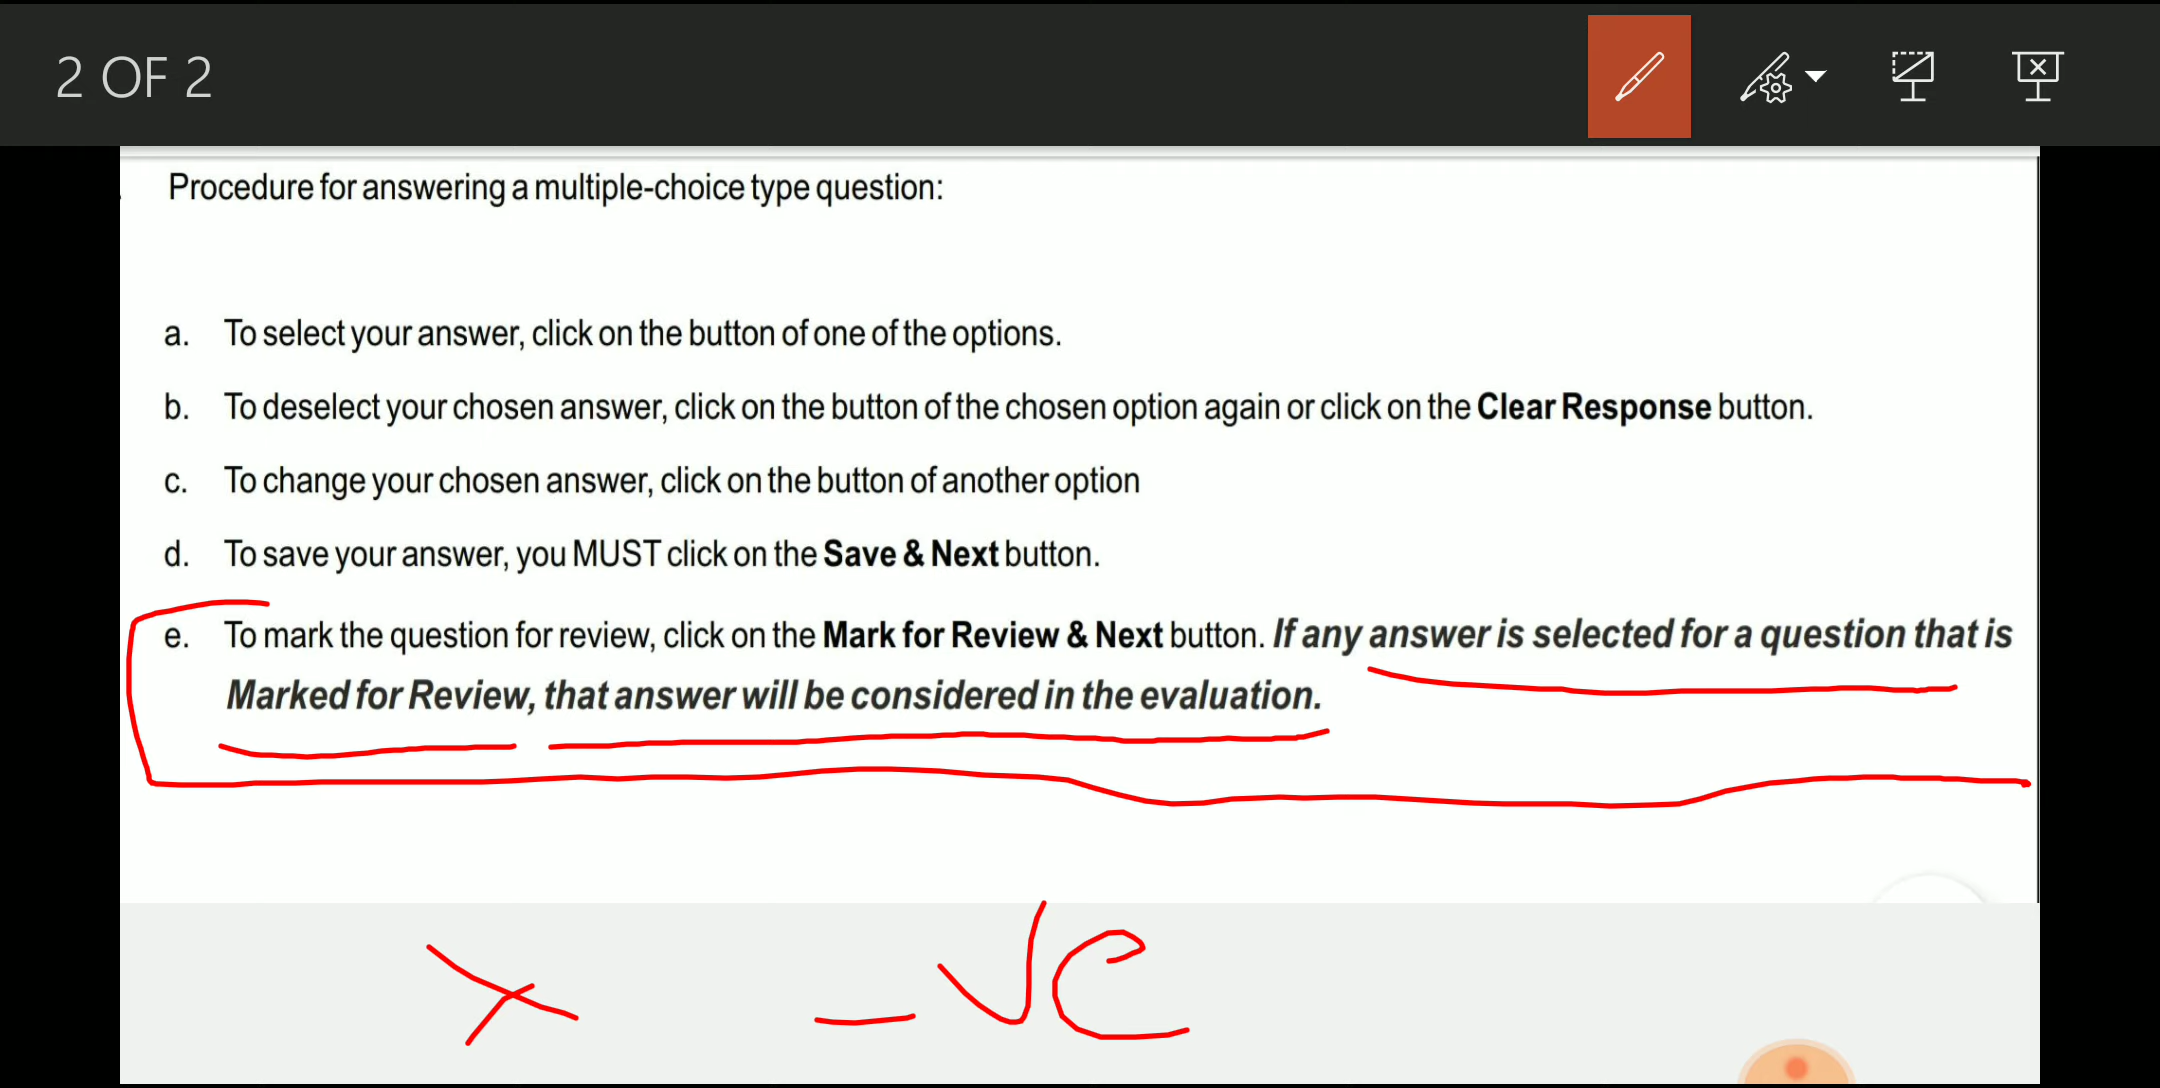 2 OF 2
Procedure for answering a multiple-choice type question:
a. To select your answer, click on the button of one of the options.
b. To deselect your chosen answer, click on the button of the chosen option again or click on the Clear Response button.
c. To change your chosen answer, click on the button of another option
d. To save your answer, you MUST click on the Save & Next button.
e. To mark the question for review, click on the Mark for Review & Next button. If any answer is selected for a question that is
Marked for Review, that answer will be considered in the evaluation.
x -ve